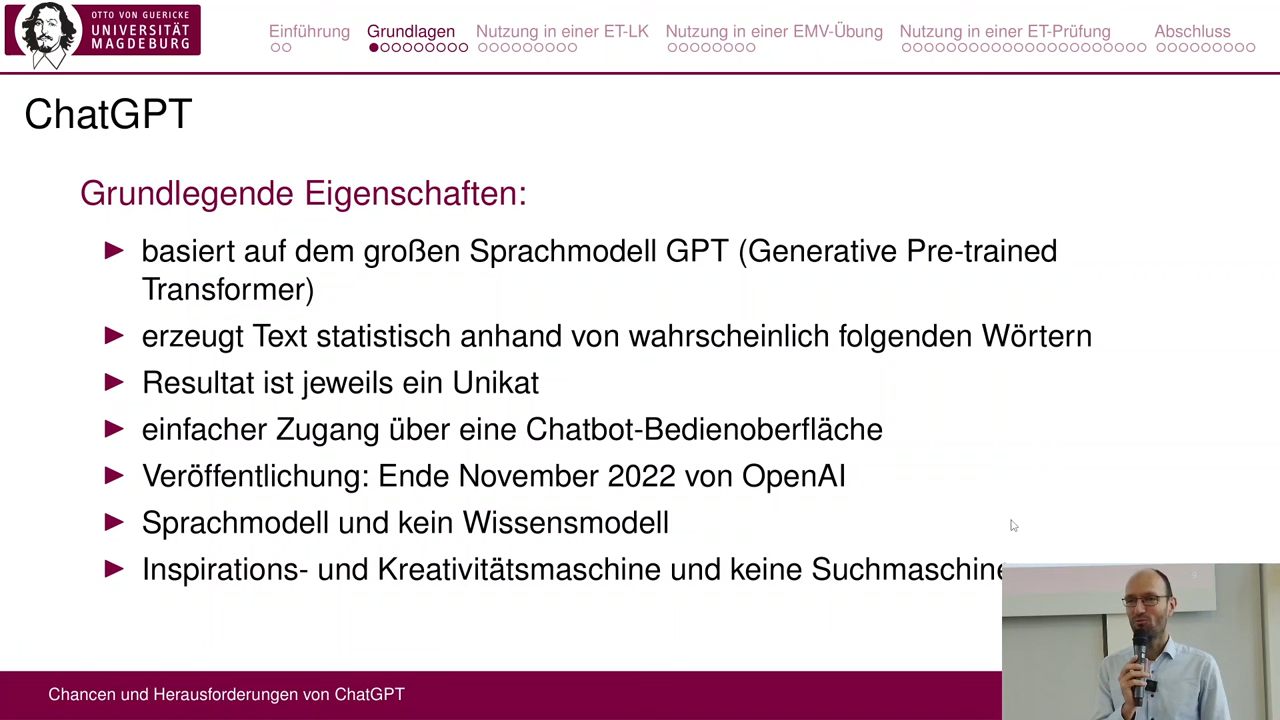 OTTO VON GUERICKE
UNIVERSITÄT
MAGDEBURG
Einführung Grundlagen Nutzung in einer ET-LK Nutzung in einer EMV-Übung Nutzung in einer ET-Prüfung Abschluss
ChatGPT
Grundlegende Eigenschaften:
basiert auf dem großen Sprachmodell GPT (Generative Pre-trained
Transformer)
erzeugt Text statistisch anhand von wahrscheinlich folgenden Wörtern
Resultat ist jeweils ein Unikat
einfacher Zugang über eine Chatbot-Bedienoberfläche
Veröffentlichung: Ende November 2022 von OpenAI
Sprachmodell und kein Wissensmodell
Inspirations- und Kreativitätsmaschine und keine Suchmaschine
Chancen und Herausforderungen von ChatGPT